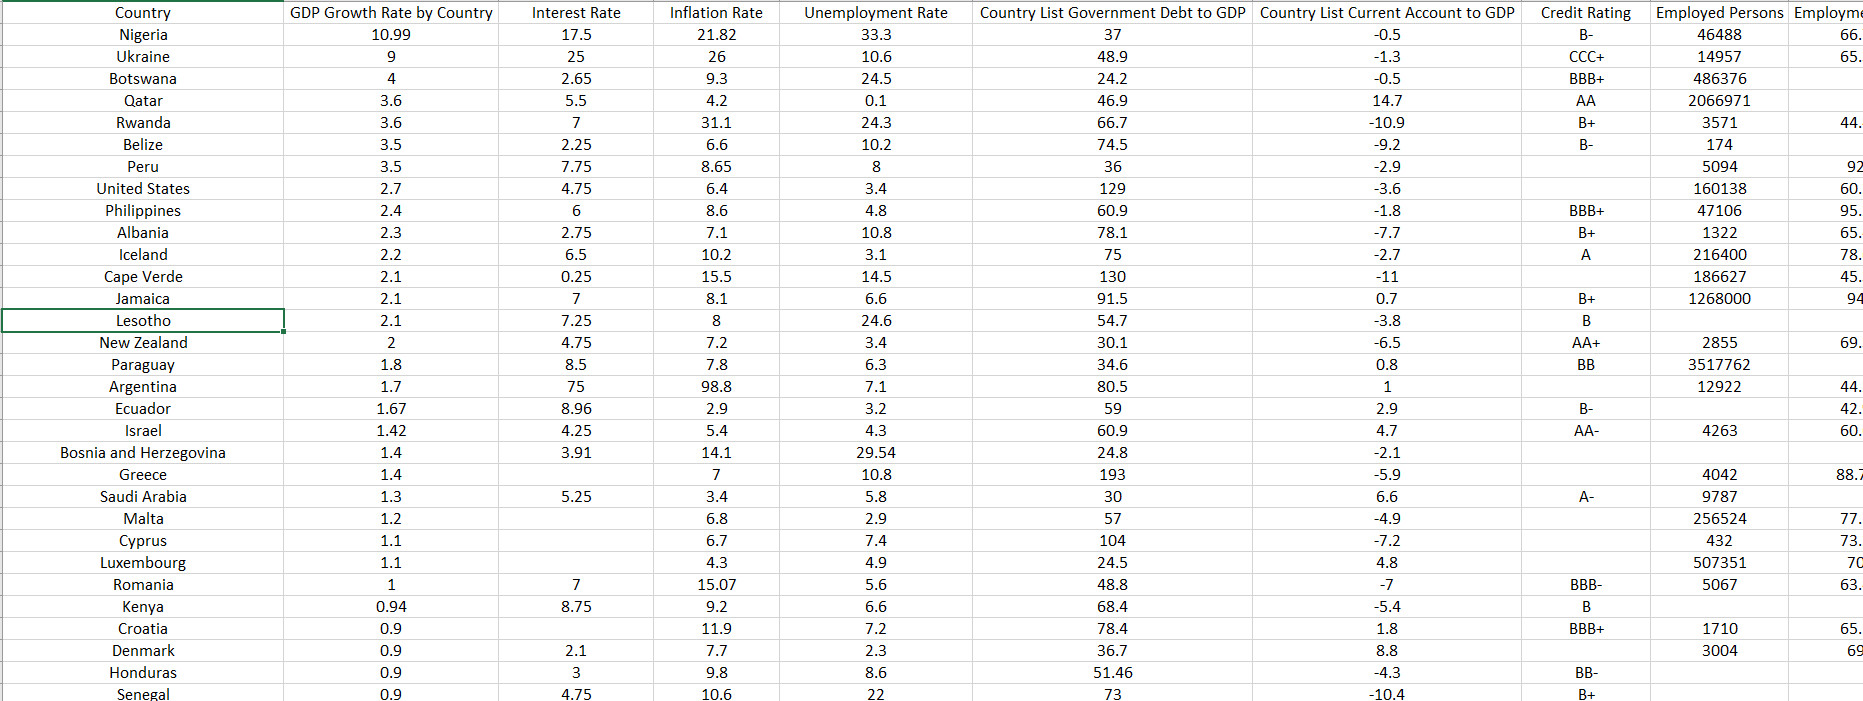 Country GDP Growth Rate by Country Interest Rate Inflation Rate Unemployment Rate Country List Government Debt to GDP Country List Current Account to GDP Credit Rating Employed Persons Employme
Nigeria 10.99 17.5 21.82 33.3 37 -0.5 B- 46488 66.
Ukraine 9 25 26 10.6 48.9 -1.3 CCC+ 14957 65.
Botswana 4 2.65 9.3 24.5 24.2 -0.5 BBB+ 486376
Qatar 3.6 5.5 4.2 0.1 46.9 14.7 AA 2066971
Rwanda 3.6 7 31.1 24.3 66.7 -10.9 B+ 3571 44.
Belize 3.5 2.25 6.6 10.2 74.5 -9.2 B- 174
Peru 3.5 7.75 8.65 8 36 -2.9 5094 92
United States 2.7 4.75 6.4 3.4 129 -3.6 160138 60.
Philippines 2.4 6 8.6 4.8 60.9 -1.8 BBB+ 47106 95.
Albania 2.3 2.75 7.1 10.8 78.1 -7.7 B+ 1322 65.
Iceland 2.2 6.5 10.2 3.1 75 -2.7 A 216400 78.
Cape Verde 2.1 0.25 15.5 14.5 130 -11 186627 45.
Jamaica 2.1 7 8.1 6.6 91.5 0.7 B+ 1268000 94
Lesotho 2.1 7.25 8 24.6 54.7 -3.8 B
New Zealand 2 4.75 7.2 3.4 30.1 -6.5 AA+ 2855 69.
Paraguay 1.8 8.5 7.8 6.3 34.6 0.8 BB 3517762
Argentina 1.7 75 98.8 7.1 80.5 1 12922 44.
Ecuador 1.67 8.96 2.9 3.2 59 2.9 B- 42.
Israel 1.42 4.25 5.4 4.3 60.9 4.7 AA- 4263 60.
Bosnia and Herzegovina 1.4 3.91 14.1 29.54 24.8 -2.1
Greece 1.4 7 10.8 193 -5.9 4042 88.7
Saudi Arabia 1.3 5.25 3.4 5.8 30 6.6 A- 9787
Malta 1.2 6.8 2.9 57 -4.9 256524 77.
Cyprus 1.1 6.7 7.4 104 -7.2 432 73.
Luxembourg 1.1 4.3 4.9 24.5 4.8 507351 70
Romania 1 7 15.07 5.6 48.8 -7 BBB- 5067 63.
Kenya 0.94 8.75 9.2 6.6 68.4 -5.4 B
Croatia 0.9 11.9 7.2 78.4 1.8 BBB+ 1710 65.
Denmark 0.9 2.1 7.7 2.3 36.7 8.8 3004 69
Honduras 0.9 3 9.8 8.6 51.46 -4.3 BB-
Senegal 0.9 4.75 10.6 22 73 -10.4 B+